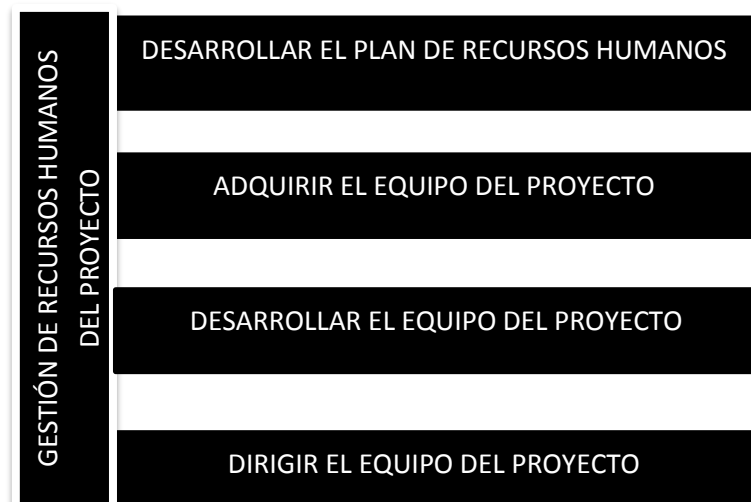 GESTIÓN DE RECURSOS HUMANOS
DEL PROYECTO
DESARROLLAR EL PLAN DE RECURSOS HUMANOS
ADQUIRIR EL EQUIPO DEL PROYECTO
DESARROLLAR EL EQUIPO DEL PROYECTO
DIRIGIR EL EQUIPO DEL PROYECTO